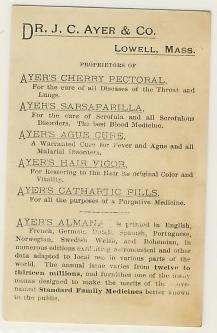 DR. J. C. AYER & CO.
LOWELL, MASS.
PROPRIETORS OF
AYER'S CHERRY PECTORAL,
For the cure of all Diseases of the Throat and
Lungs.
AYER'S SARSAPARILLA,
For the cure of Scrofula and all Scrofulous
Disorders. The best Blood Medicine.
AYER'S AGUE CURE,
A Warranted Cure for Fever and Ague and all
Malarial Disorders.
AYER'S HAIR VIGOR,
For Restoring to the Hair its original Color and
Vitality.
AYER'S CATHARTIC PILLS,
For all the purposes of a Purgative Medicine.
AYER'S ALMANA is printed in English,
French, German, Dutch, Spanish, Portuguese,
Norwegian, Swedish, Welsh, and Bohemian, in
numerous editions containing Astronomical and other
data adapted to local use in various parts of the
world. The annual issue varies from twelve to
thirteen millions, and furnishes one of the many
means designed to make the merits of the
named Standard Family Medicines better known
to the public.